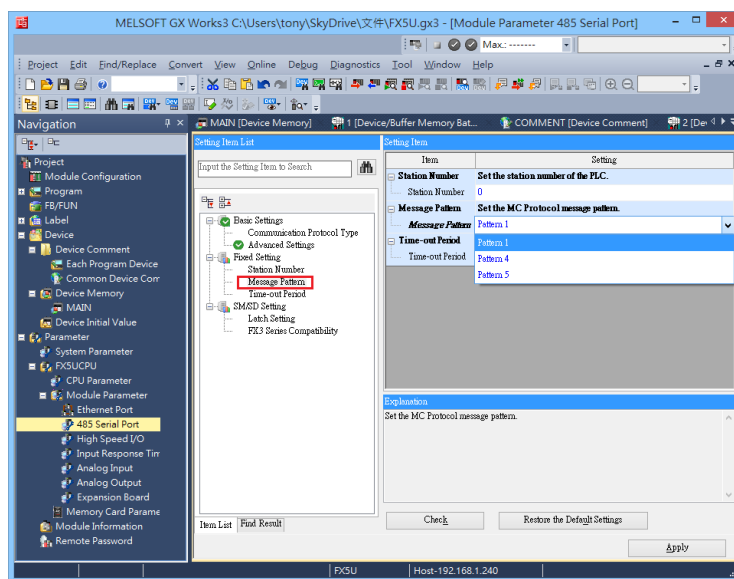 MELSOFT GX Works3 C:\Users\tony\SkyDrive\文件\FX5U.gx3 - [Module Parameter 485 Serial Port]
Max.: -------
Project Edit Find/Replace Convert View Online Debug Diagnostics Tool Window Help
Navigation
MAIN [Device Memory]
1 [Device/Buffer Memory Bat...
COMMENT [Device Comment]
2 [De
Project
Module Configuration
Program
FB/FUN
Label
Device
Device Comment
Each Program Device
Common Device Com
Device Memory
MAIN
Device Initial Value
Parameter
System Parameter
FX5UCPU
CPU Parameter
Module Parameter
Ethernet Port
485 Serial Port
High Speed I/O
Input Response Tim
Analog Input
Analog Output
Expansion Board
Memory Card Parame
Module Information
Remote Password
Setting Item List
Input the Setting Item to Search
Basic Settings
Communication Protocol Type
Advanced Settings
Fixed Setting
Station Number
Message Pattern
Time-out Period
SM/SD Setting
Latch Setting
FX3 Series Compatibility
Item List Find Result
Setting Item
Item Setting
Station Number Set the station number of the PLC.
Station Number 0
Message Pattern Set the MC Protocol message pattern.
Message Pattern Pattern 1
Time-out Period Pattern 1
Time-out Period Pattern 4
Pattern 5
Explanation
Set the MC Protocol message pattern.
Check Restore the Default Settings
Apply
FX5U Host-192.168.1.240